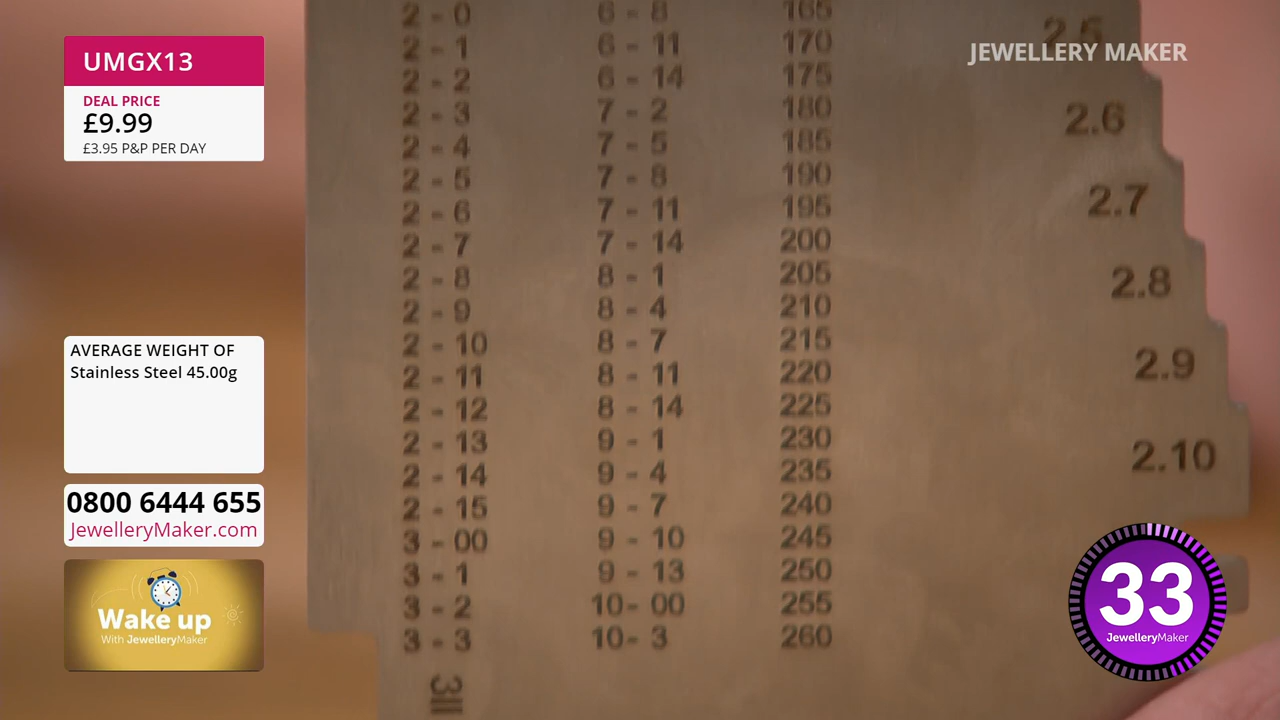 UMGX13
DEAL PRICE
£9.99
£3.95 P&P PER DAY
AVERAGE WEIGHT OF
Stainless Steel 45.00g
0800 6444 655
JewelleryMaker.com
Wake up
With JewelleryMaker
JEWELLERY MAKER
2 - 0 6 - 8 165
2 - 1 6 - 11 170
2 - 2 6 - 14 175
2 - 3 7 - 2 180
2 - 4 7 - 5 185
2 - 5 7 - 8 190
2 - 6 7 - 11 195
2 - 7 7 - 14 200
2 - 8 8 - 1 205
2 - 9 8 - 4 210
2 - 10 8 - 7 215
2 - 11 8 - 11 220
2 - 12 8 - 14 225
2 - 13 9 - 1 230
2 - 14 9 - 4 235
2 - 15 9 - 7 240
3 - 00 9 - 10 245
3 - 1 9 - 13 250
3 - 2 10- 00 255
3 - 3 10- 3 260
2.5
2.6
2.7
2.8
2.9
2.10
33
JewelleryMaker